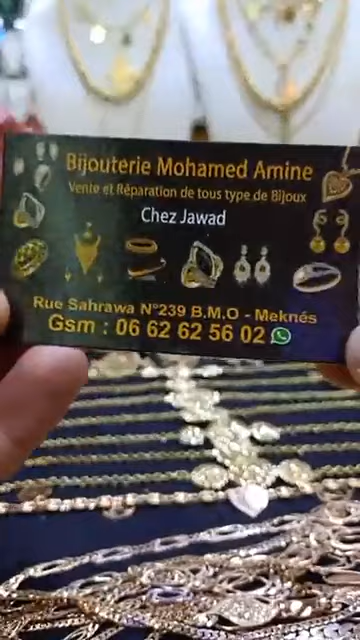 Bijouterie Mohamed Amine
Vente et Réparation de tous type de Bijoux
Chez Jawad
Rue Sahrawa N°239 B.M.O - Meknés
Gsm : 06 62 62 56 02